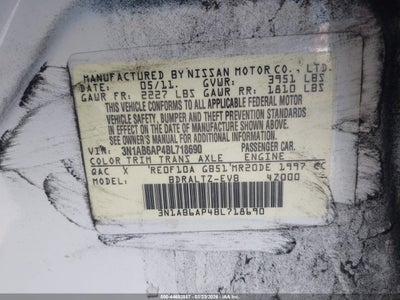 MANUFACTURED BY NISSAN MOTOR CO., LTD.
DATE: 05/11. GVWR: 3951 LBS
GAWR FR: 2227 LBS GAWR RR: 1810 LBS
THIS VEHICLE CONFORMS TO ALL APPLICABLE FEDERAL MOTOR
VEHICLE SAFETY, BUMPER AND THEFT PREVENTION STANDARDS
IN EFFECT ON THE DATE OF MANUFACTURE SHOWN ABOVE.
SEE OWNER'S MANUAL FOR ADDITIONAL INFORMATION
VIN: 3N1AB6AP4BL718690 PASSENGER CAR.
COLOR TRIM TRANS AXLE ENGINE
QAC X RE0F10A GB51 MR20DE 1997 CC
MODEL: BDRALTZ-EVB 4Z000
3N1AB6AP4BL718690